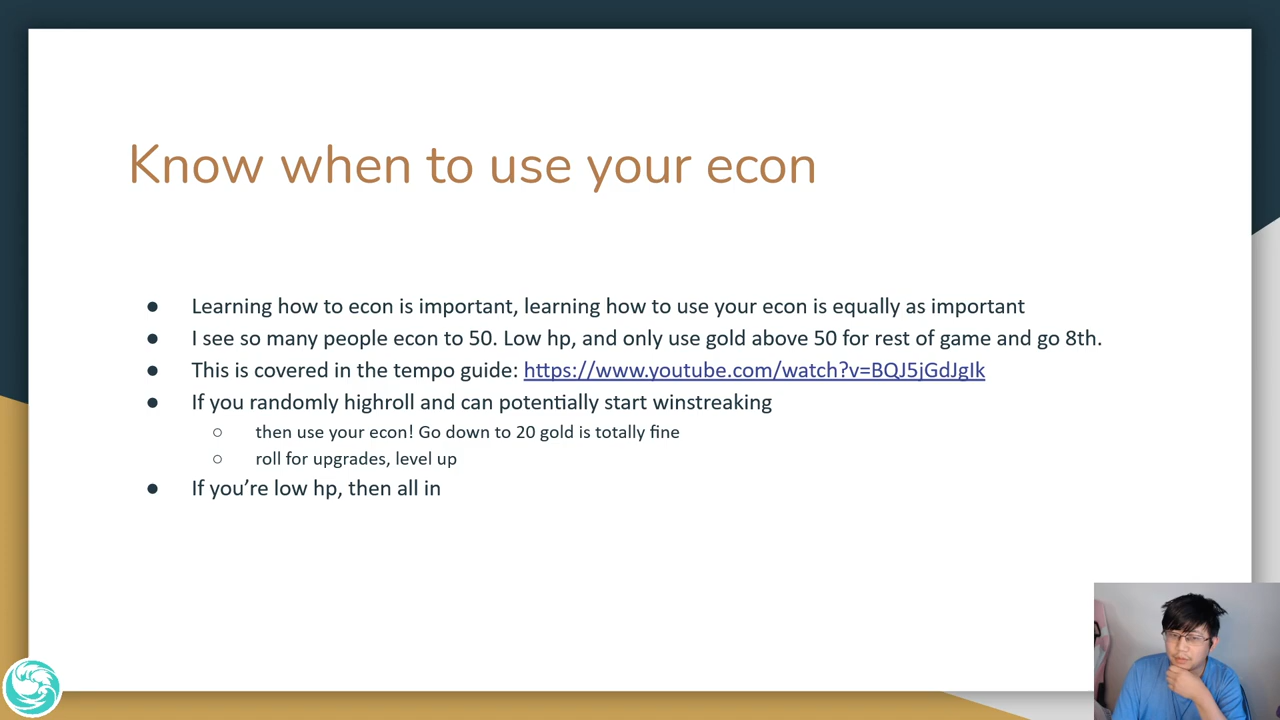 Know when to use your econ
● Learning how to econ is important, learning how to use your econ is equally as important
● I see so many people econ to 50. Low hp, and only use gold above 50 for rest of game and go 8th.
● This is covered in the tempo guide: https://www.youtube.com/watch?v=BQJ5jGdJgIk
● If you randomly highroll and can potentially start winstreaking
○ then use your econ! Go down to 20 gold is totally fine
○ roll for upgrades, level up
● If you’re low hp, then all in